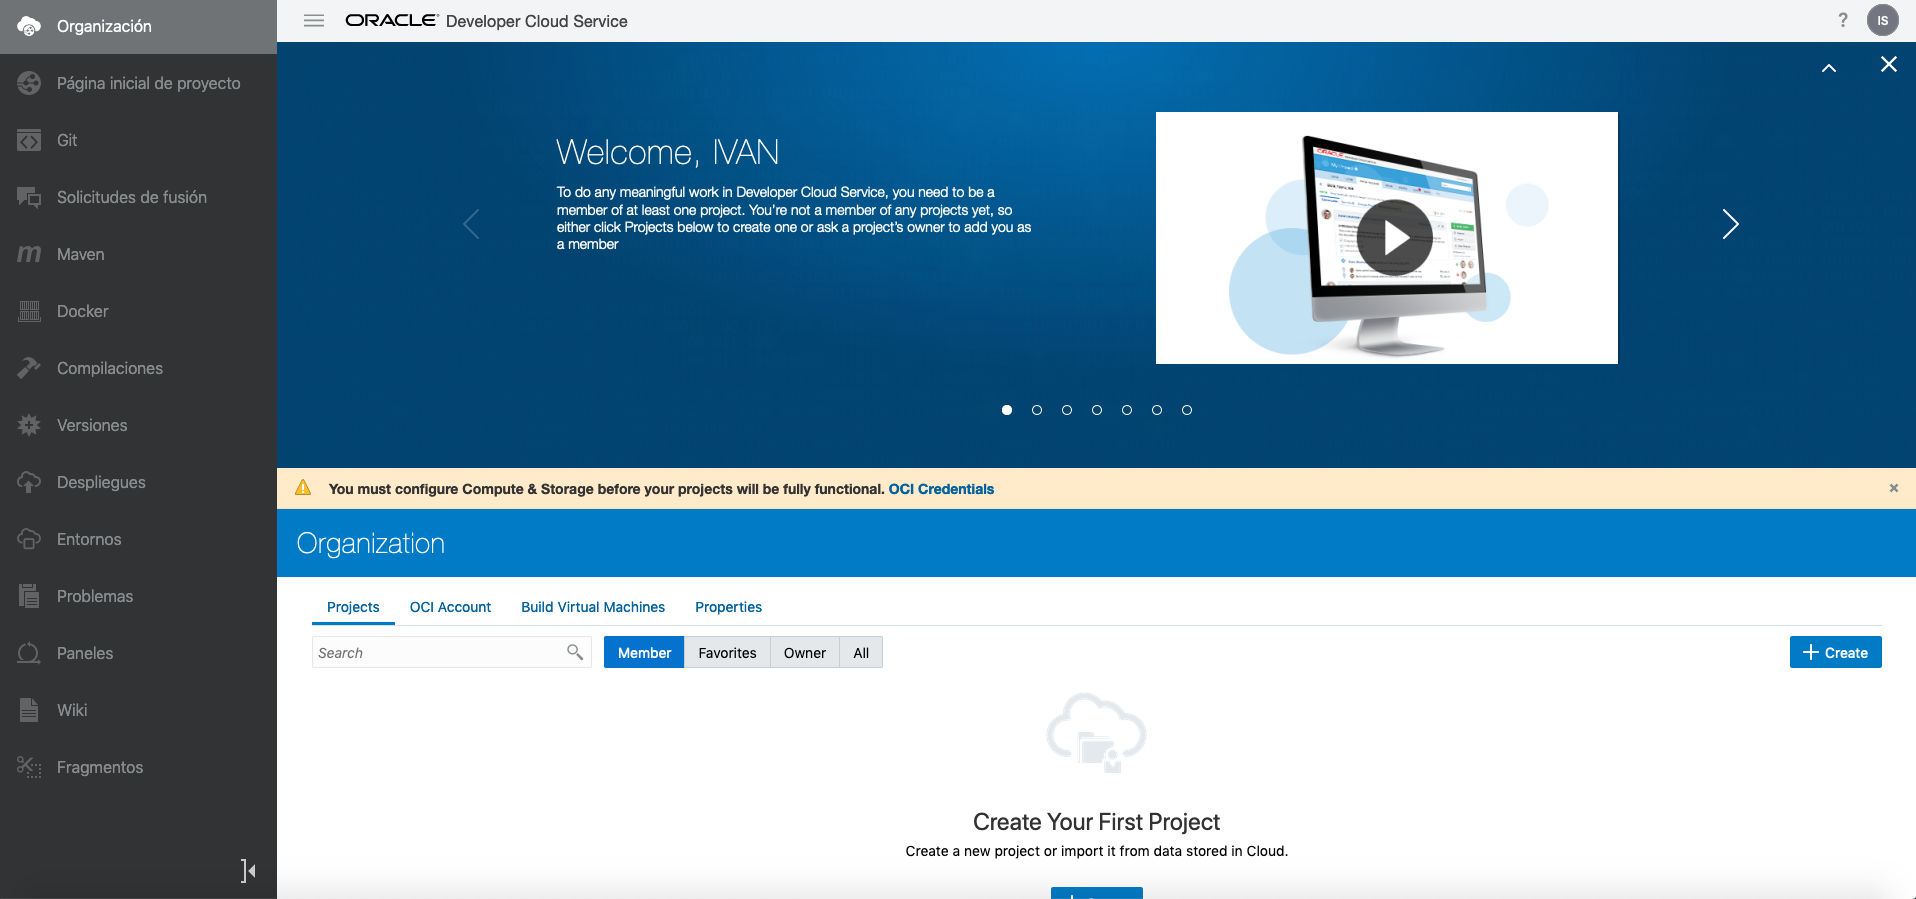 Organización
Página inicial de proyecto
Git
Solicitudes de fusión
Maven
Docker
Compilaciones
Versiones
Despliegues
Entornos
Problemas
Paneles
Wiki
Fragmentos
ORACLE Developer Cloud Service
? IS
Welcome, IVAN
To do any meaningful work in Developer Cloud Service, you need to be a
member of at least one project. You're not a member of any projects yet, so
either click Projects below to create one or ask a project's owner to add you as
a member
You must configure Compute & Storage before your projects will be fully functional. OCI Credentials
Organization
Projects OCI Account Build Virtual Machines Properties
Search Member Favorites Owner All + Create
Create Your First Project
Create a new project or import it from data stored in Cloud.